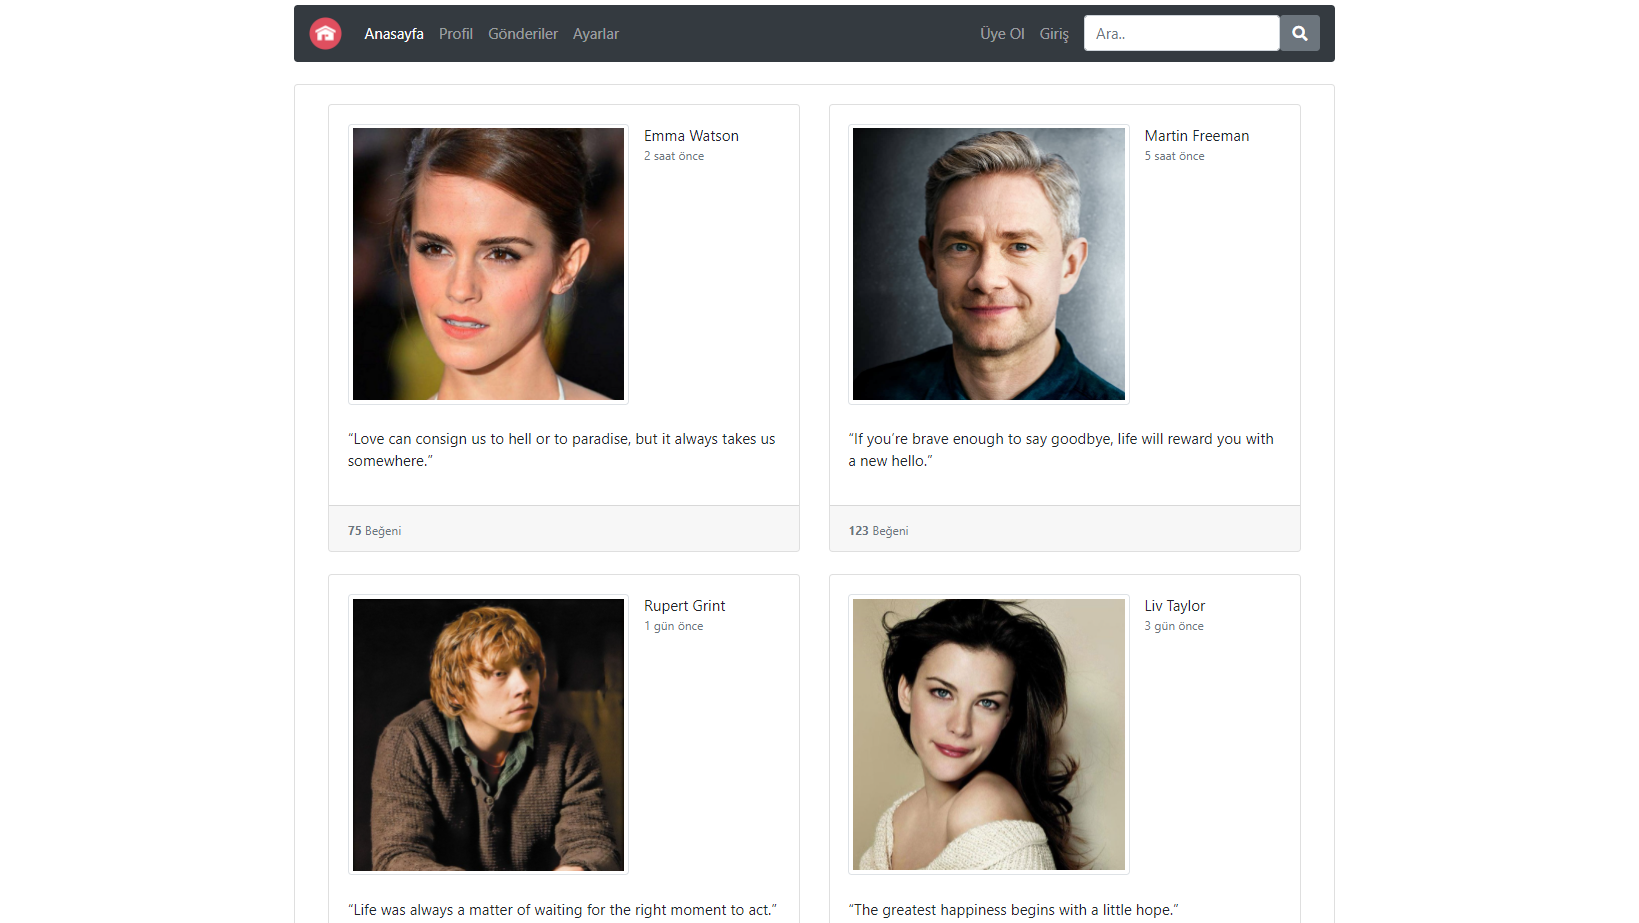 Anasayfa Profil Gönderiler Ayarlar Üye Ol Giriş Ara..
Emma Watson
2 saat önce
“Love can consign us to hell or to paradise, but it always takes us
somewhere.”
75 Beğeni
Martin Freeman
5 saat önce
“If you’re brave enough to say goodbye, life will reward you with
a new hello.”
123 Beğeni
Rupert Grint
1 gün önce
“Life was always a matter of waiting for the right moment to act.”
Liv Taylor
3 gün önce
“The greatest happiness begins with a little hope.”